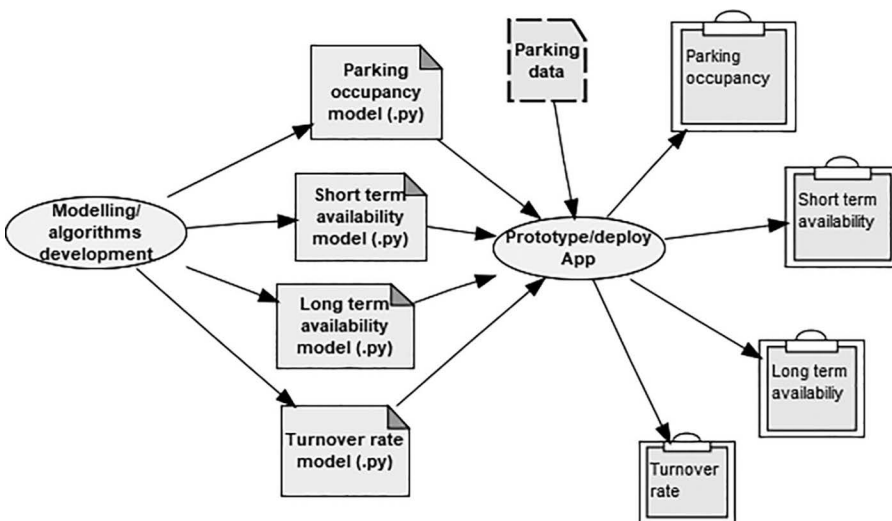 Modelling/
algorithms
development
Parking
occupancy
model (.py)
Short term
availability
model (.py)
Long term
availability
model (.py)
Turnover rate
model (.py)
Parking
data
Prototype/deploy
App
Parking
occupancy
Short term
availability
Long term
availabiliy
Turnover
rate